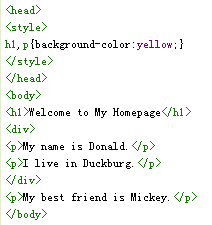 <head>
<style>
h1,p{background-color:yellow;}
</style>
</head>
<body>
<h1>Welcome to My Homepage</h1>
<div>
<p>My name is Donald.</p>
<p>I live in Duckburg.</p>
</div>
<p>My best friend is Mickey.</p>
</body>